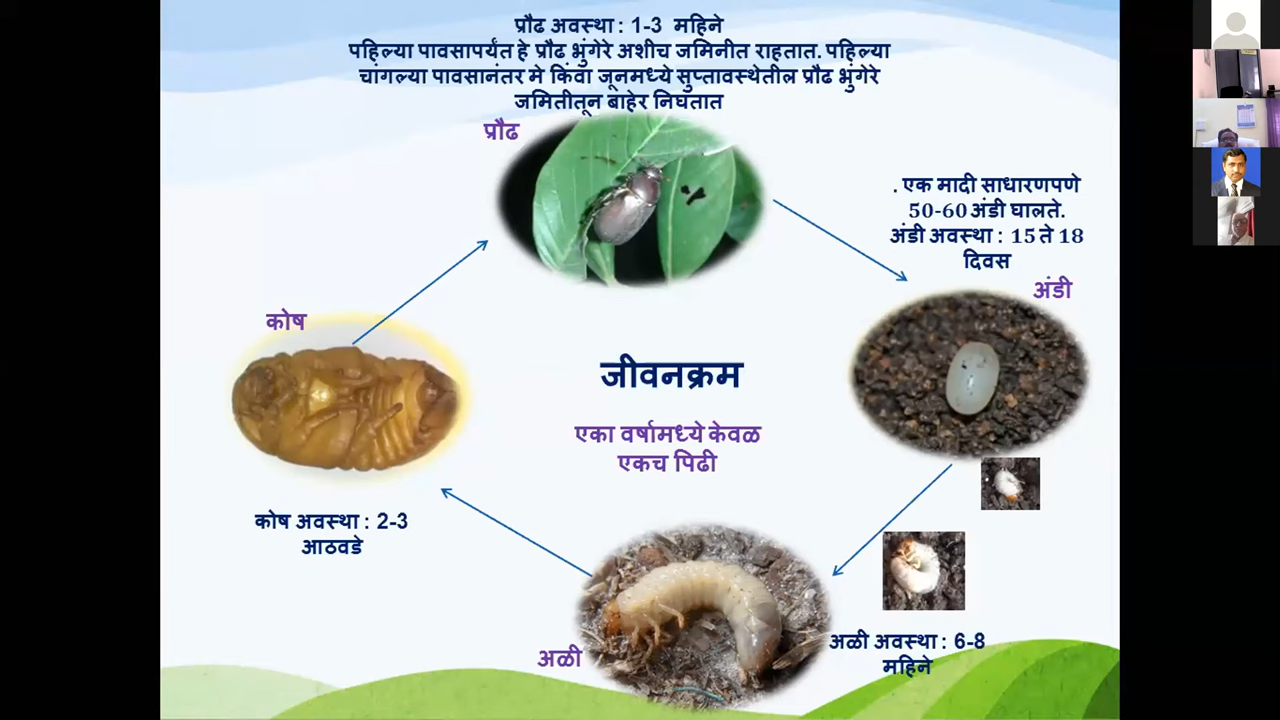 प्रौढ अवस्था : 1-3 महिने
पहिल्या पावसापर्यंत हे प्रौढ भुंगेरे अशीच जमिनीत राहतात. पहिल्या
चांगल्या पावसानंतर मे किंवा जूनमध्ये सुप्तावस्थेतील प्रौढ भुंगेरे
जमितीतून बाहेर निघतात
प्रौढ
. एक मादी साधारणपणे
50-60 अंडी घालते.
अंडी अवस्था : 15 ते 18
दिवस
अंडी
कोष
जीवनक्रम
एका वर्षामध्ये केवळ
एकच पिढी
कोष अवस्था : 2-3
आठवडे
अळी
अळी अवस्था : 6-8
महिने